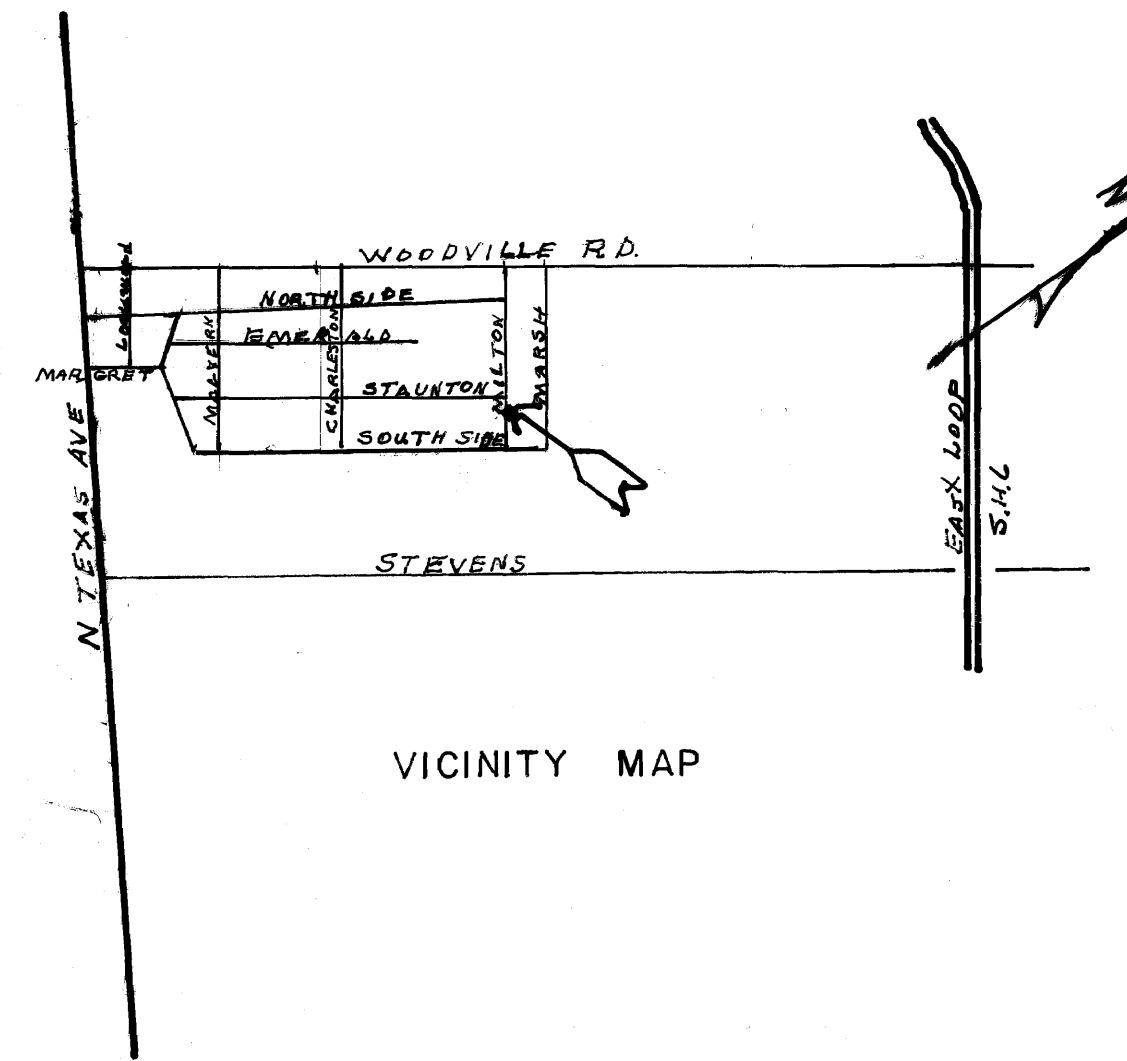 WOODVILLE RD.
NORTH SIDE
EMERALD
MARGRET
MALVERN
CHARLESTON
STAUNTON
MILTON
MARSH
SOUTH SIDE
N TEXAS AVE
EAST LOOP
S.H.6
STEVENS
N
VICINITY MAP